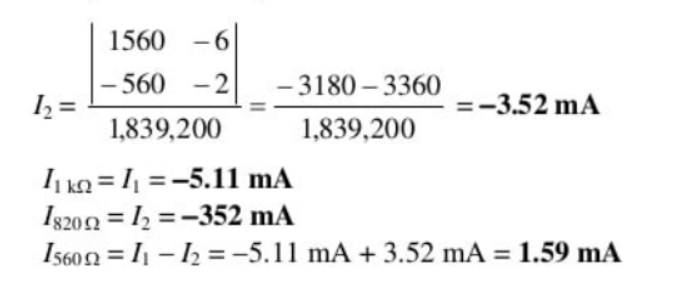 I₂ = |1560 –6| / 1,839,200 = –3180 – 3360 / 1,839,200 = –3.52 mA
|–560 –2|
I₁ kΩ = I₁ = –5.11 mA
I₈₂₀ Ω = I₂ = –352 mA
I₅₆₀ Ω = I₁ – I₂ = –5.11 mA + 3.52 mA = 1.59 mA